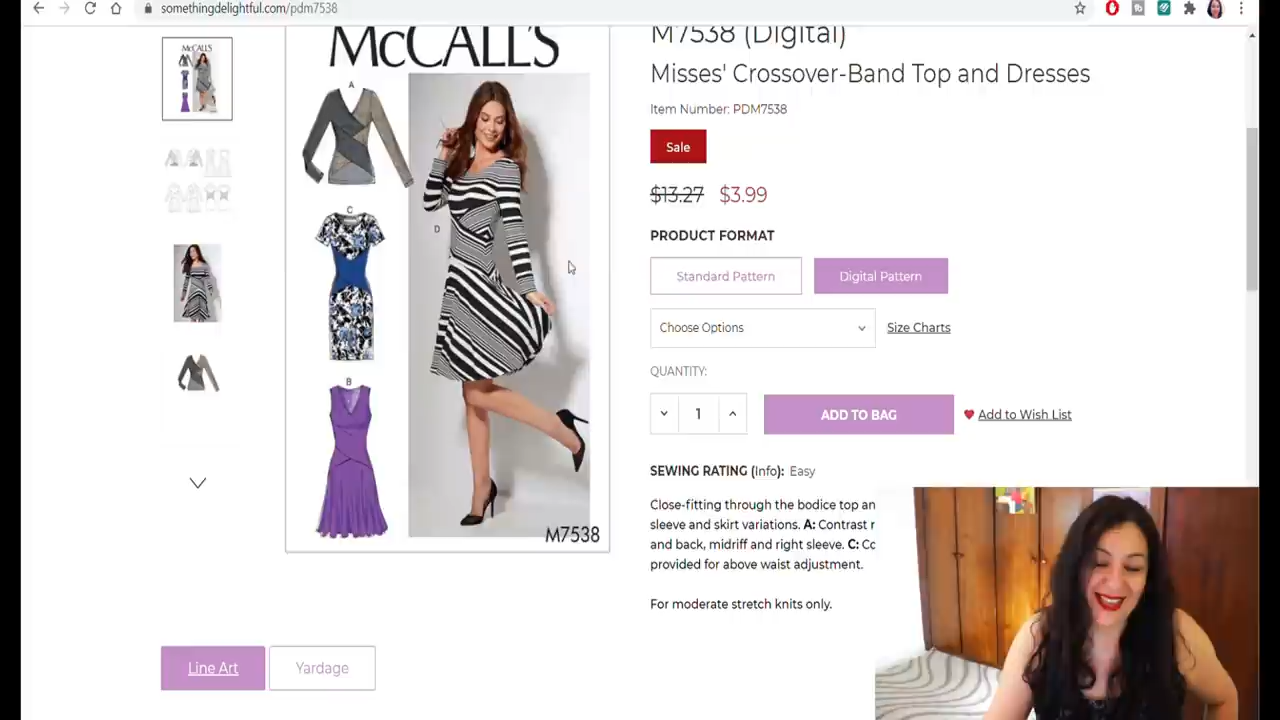 somethingdelightful.com/pdm7538
McCALL'S
A
C
D
B
M7538
M7538 (Digital)
Misses' Crossover-Band Top and Dresses
Item Number: PDM7538
Sale
$13.27 $3.99
PRODUCT FORMAT
Standard Pattern Digital Pattern
Choose Options Size Charts
QUANTITY:
1 ADD TO BAG Add to Wish List
SEWING RATING (Info): Easy
Close-fitting through the bodice top an
sleeve and skirt variations. A: Contrast r
and back, midriff and right sleeve. C: Co
provided for above waist adjustment.
For moderate stretch knits only.
Line Art Yardage